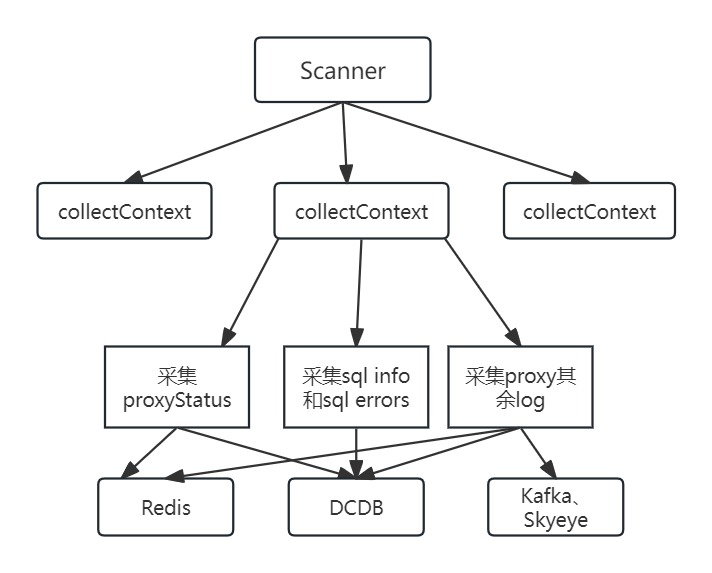 Scanner
collectContext
collectContext
collectContext
采集
proxyStatus
采集sql info
和sql errors
采集proxy其
余log
Redis
DCDB
Kafka、
Skyeye